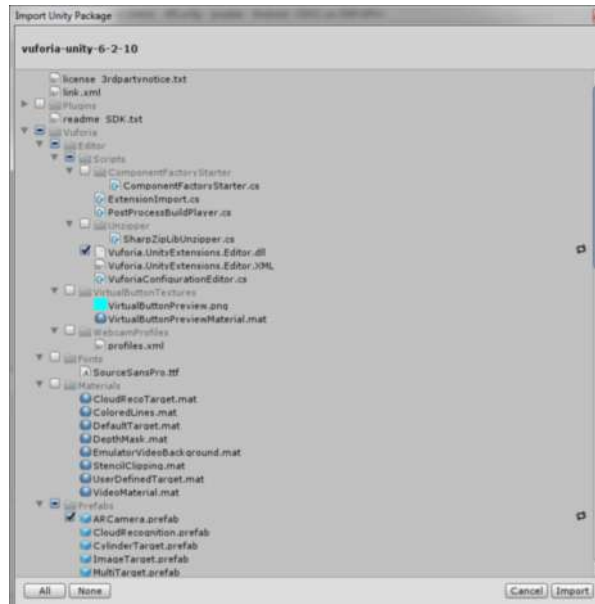 Import Unity Package
vuforia-unity-6-2-10
license_3rdpartynotice.txt
link.xml
Plugins
readme_SDK.txt
Vuforia
Editor
Scripts
ComponentFactoryStarter
ComponentFactoryStarter.cs
ExtensionImport.cs
PostProcessBuildPlayer.cs
Unzipper
SharpZipLibUnzipper.cs
Vuforia.UnityExtensions.Editor.dll
Vuforia.UnityExtensions.Editor.XML
VuforiaConfigurationEditor.cs
VirtualButtonTextures
VirtualButtonPreview.png
VirtualButtonPreviewMaterial.mat
WebcamProfiles
profiles.xml
Fonts
SourceSansPro.ttf
Materials
CloudRecoTarget.mat
ColoredLines.mat
DefaultTarget.mat
DepthMask.mat
EmulatorVideoBackground.mat
StencilClipping.mat
UserDefinedTarget.mat
VideoMaterial.mat
Prefabs
ARCamera.prefab
CloudRecognition.prefab
CylinderTarget.prefab
ImageTarget.prefab
MultiTarget.prefab
All None Cancel Import